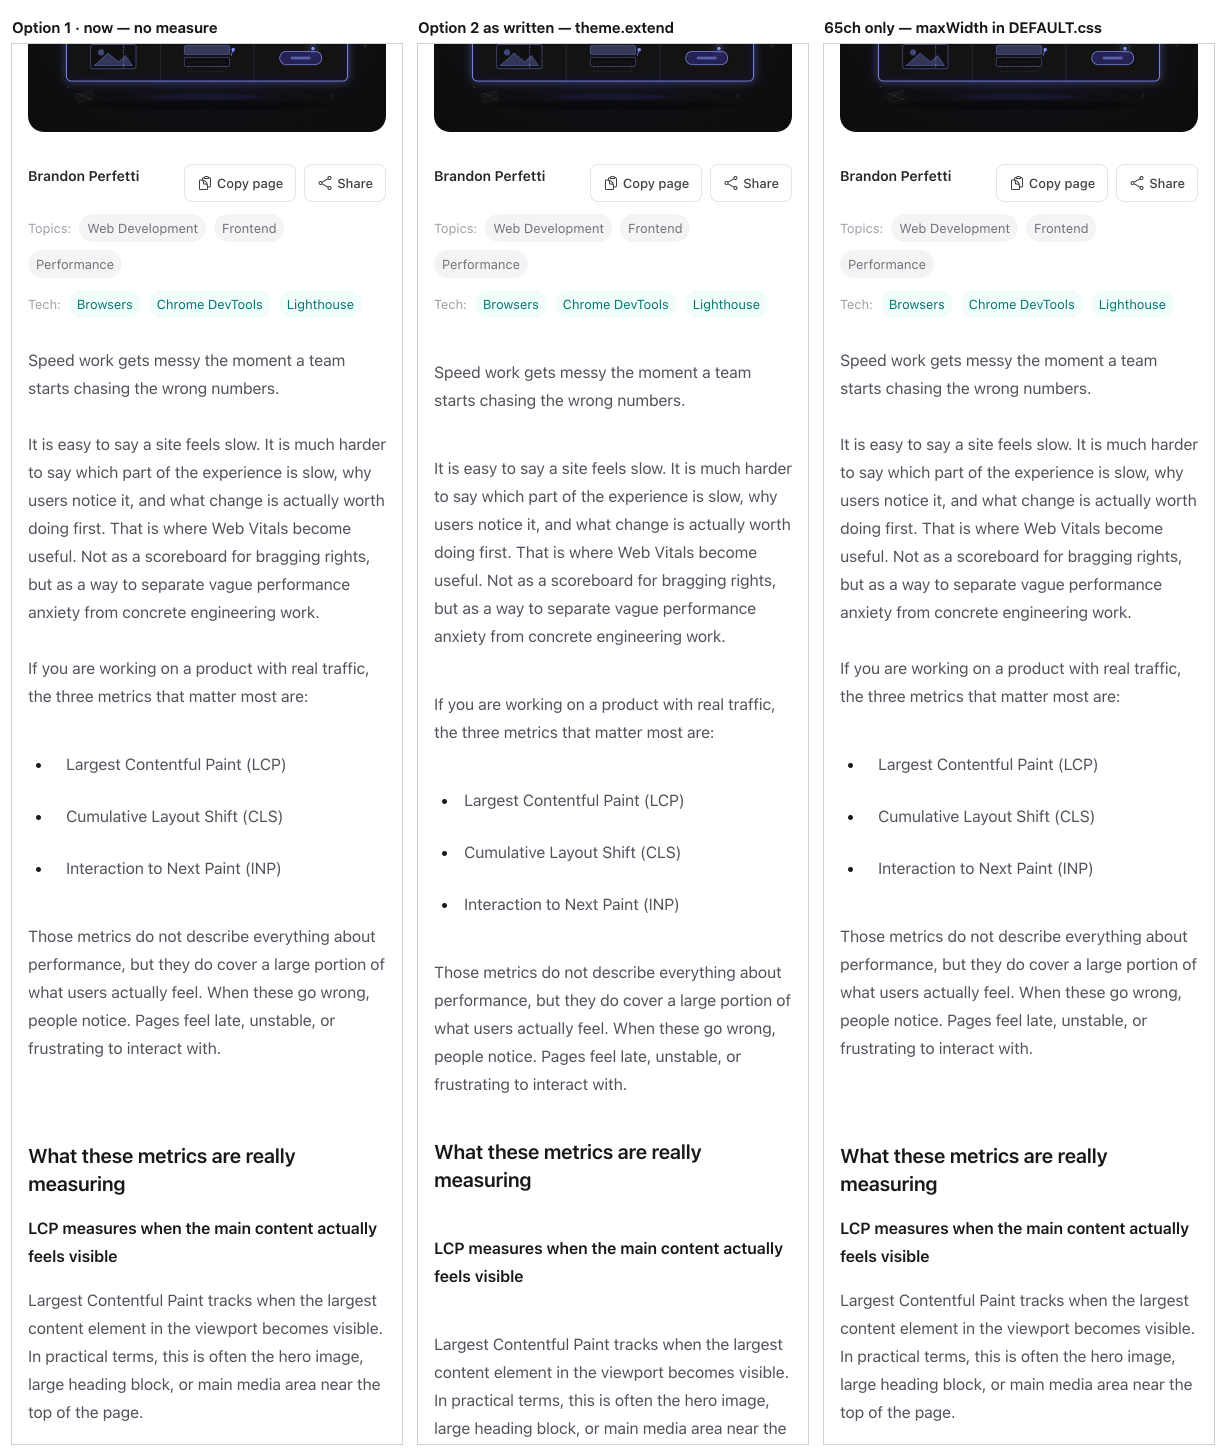 Option 1 · now — no measure
Brandon Perfetti
Copy page
Share
Topics: Web Development Frontend
Performance
Tech: Browsers Chrome DevTools Lighthouse
Speed work gets messy the moment a team
starts chasing the wrong numbers.
It is easy to say a site feels slow. It is much harder
to say which part of the experience is slow, why
users notice it, and what change is actually worth
doing first. That is where Web Vitals become
useful. Not as a scoreboard for bragging rights,
but as a way to separate vague performance
anxiety from concrete engineering work.
If you are working on a product with real traffic,
the three metrics that matter most are:
• Largest Contentful Paint (LCP)
• Cumulative Layout Shift (CLS)
• Interaction to Next Paint (INP)
Those metrics do not describe everything about
performance, but they do cover a large portion of
what users actually feel. When these go wrong,
people notice. Pages feel late, unstable, or
frustrating to interact with.
What these metrics are really
measuring
LCP measures when the main content actually
feels visible
Largest Contentful Paint tracks when the largest
content element in the viewport becomes visible.
In practical terms, this is often the hero image,
large heading block, or main media area near the
top of the page.
Option 2 as written — theme.extend
Brandon Perfetti
Copy page
Share
Topics: Web Development Frontend
Performance
Tech: Browsers Chrome DevTools Lighthouse
Speed work gets messy the moment a team
starts chasing the wrong numbers.
It is easy to say a site feels slow. It is much harder
to say which part of the experience is slow, why
users notice it, and what change is actually worth
doing first. That is where Web Vitals become
useful. Not as a scoreboard for bragging rights,
but as a way to separate vague performance
anxiety from concrete engineering work.
If you are working on a product with real traffic,
the three metrics that matter most are:
• Largest Contentful Paint (LCP)
• Cumulative Layout Shift (CLS)
• Interaction to Next Paint (INP)
Those metrics do not describe everything about
performance, but they do cover a large portion of
what users actually feel. When these go wrong,
people notice. Pages feel late, unstable, or
frustrating to interact with.
What these metrics are really
measuring
LCP measures when the main content actually
feels visible
Largest Contentful Paint tracks when the largest
content element in the viewport becomes visible.
In practical terms, this is often the hero image,
large heading block, or main media area near the
65ch only — maxWidth in DEFAULT.css
Brandon Perfetti
Copy page
Share
Topics: Web Development Frontend
Performance
Tech: Browsers Chrome DevTools Lighthouse
Speed work gets messy the moment a team
starts chasing the wrong numbers.
It is easy to say a site feels slow. It is much harder
to say which part of the experience is slow, why
users notice it, and what change is actually worth
doing first. That is where Web Vitals become
useful. Not as a scoreboard for bragging rights,
but as a way to separate vague performance
anxiety from concrete engineering work.
If you are working on a product with real traffic,
the three metrics that matter most are:
• Largest Contentful Paint (LCP)
• Cumulative Layout Shift (CLS)
• Interaction to Next Paint (INP)
Those metrics do not describe everything about
performance, but they do cover a large portion of
what users actually feel. When these go wrong,
people notice. Pages feel late, unstable, or
frustrating to interact with.
What these metrics are really
measuring
LCP measures when the main content actually
feels visible
Largest Contentful Paint tracks when the largest
content element in the viewport becomes visible.
In practical terms, this is often the hero image,
large heading block, or main media area near the
top of the page.